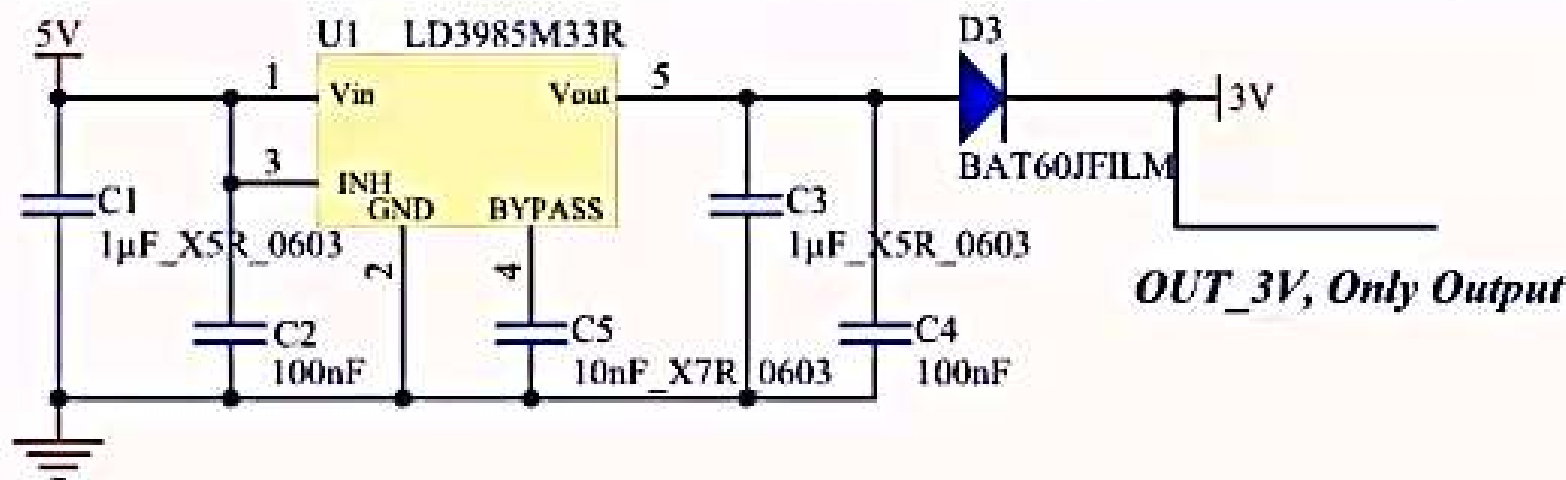 5V
U1 LD3985M33R
D3
1
Vin
Vout
5
3V
3
INH
GND
BYPASS
BAT60JFILM
C1
1µF_X5R_0603
2
4
C3
1µF_X5R_0603
OUT_3V, Only Output
C2
100nF
C5
10nF_X7R_0603
C4
100nF